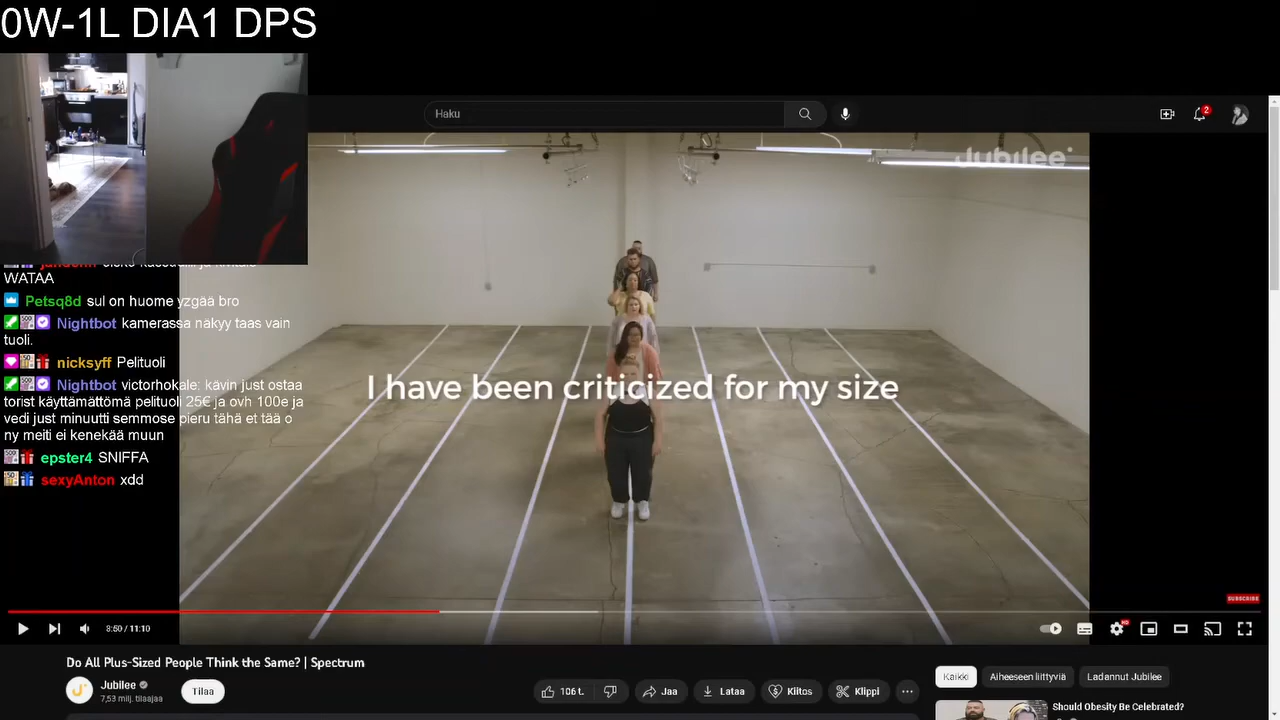 0W-1L DIA1 DPS
Haku
2
Jubilee
WATAA
Petsq8d sul on huome yzgää bro
Nightbot kamerassa näkyy taas vain
tuoli.
nicksyff Pelituoli
Nightbot victorhokale: kävin just ostaa
torist käyttämättömä pelituoli 25€ ja ovh 100e ja
vedi just minuutti semmose pieru tähä et tää o
ny meiti ei kenekää muun
epster4 SNIFFA
sexyAnton xdd
I have been criticized for my size
SUBSCRIBE
3:50 / 11:10
HD
Do All Plus-Sized People Think the Same? | Spectrum
Jubilee
7,53 milj. tilaajaa
Tilaa
106 t.
Jaa
Lataa
Kiitos
Klippi
Kaikki
Aiheeseen liittyviä
Ladannut Jubilee
Should Obesity Be Celebrated?